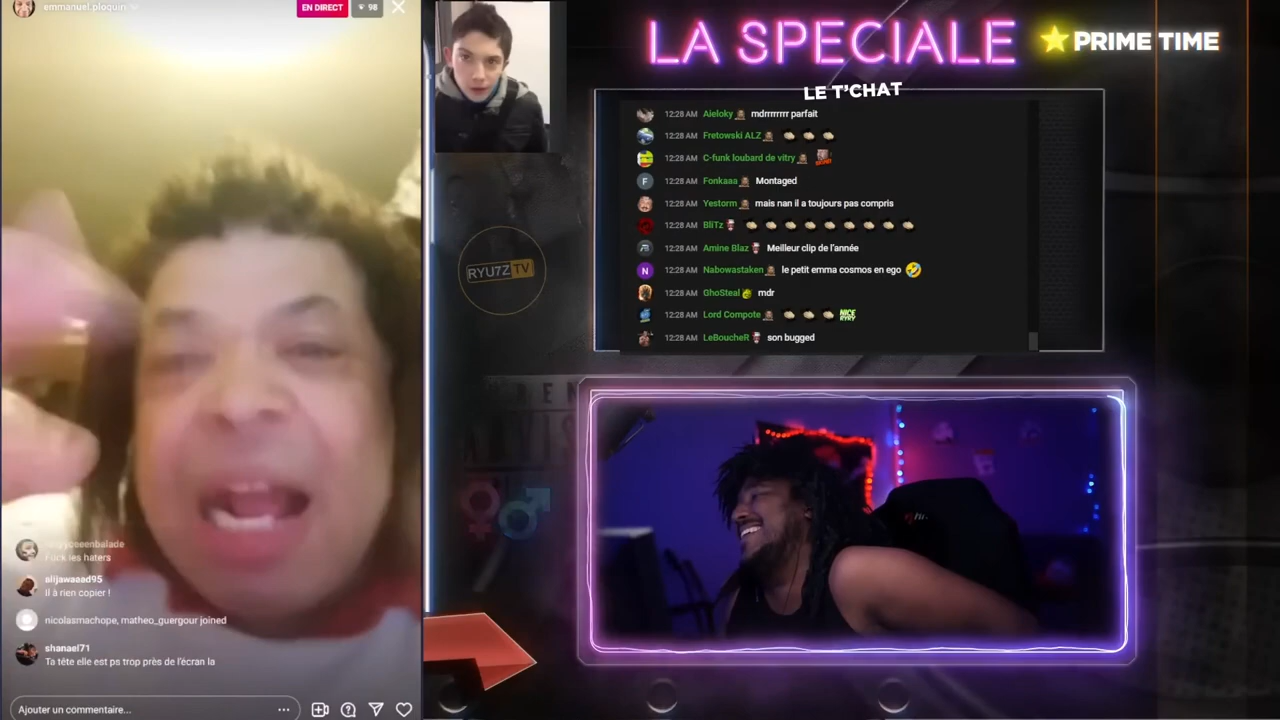 emmanuel.ploquin
EN DIRECT
98
LA SPECIALE
PRIME TIME
LE T'CHAT
12:28 AM Aieloky mdrrrrrrr parfait
12:28 AM Fretowski ALZ
12:28 AM C-funk loubard de vitry
F 12:28 AM Fonkaaa Montaged
12:28 AM Yestorm mais nan il a toujours pas compris
12:28 AM BliTz
12:28 AM Amine Blaz Meilleur clip de l'année
N 12:28 AM Nabowastaken le petit emma cosmos en ego
12:28 AM GhoSteal mdr
12:28 AM Lord Compote NICE RYRY
12:28 AM LeBoucheR son bugged
RYU7Z TV
Fuck les haters
alijawaead95
Il à rien copier !
nicolasmachope, matheo_guergour joined
shanael71
Ta tête elle est ps trop près de l'écran la
Ajouter un commentaire...